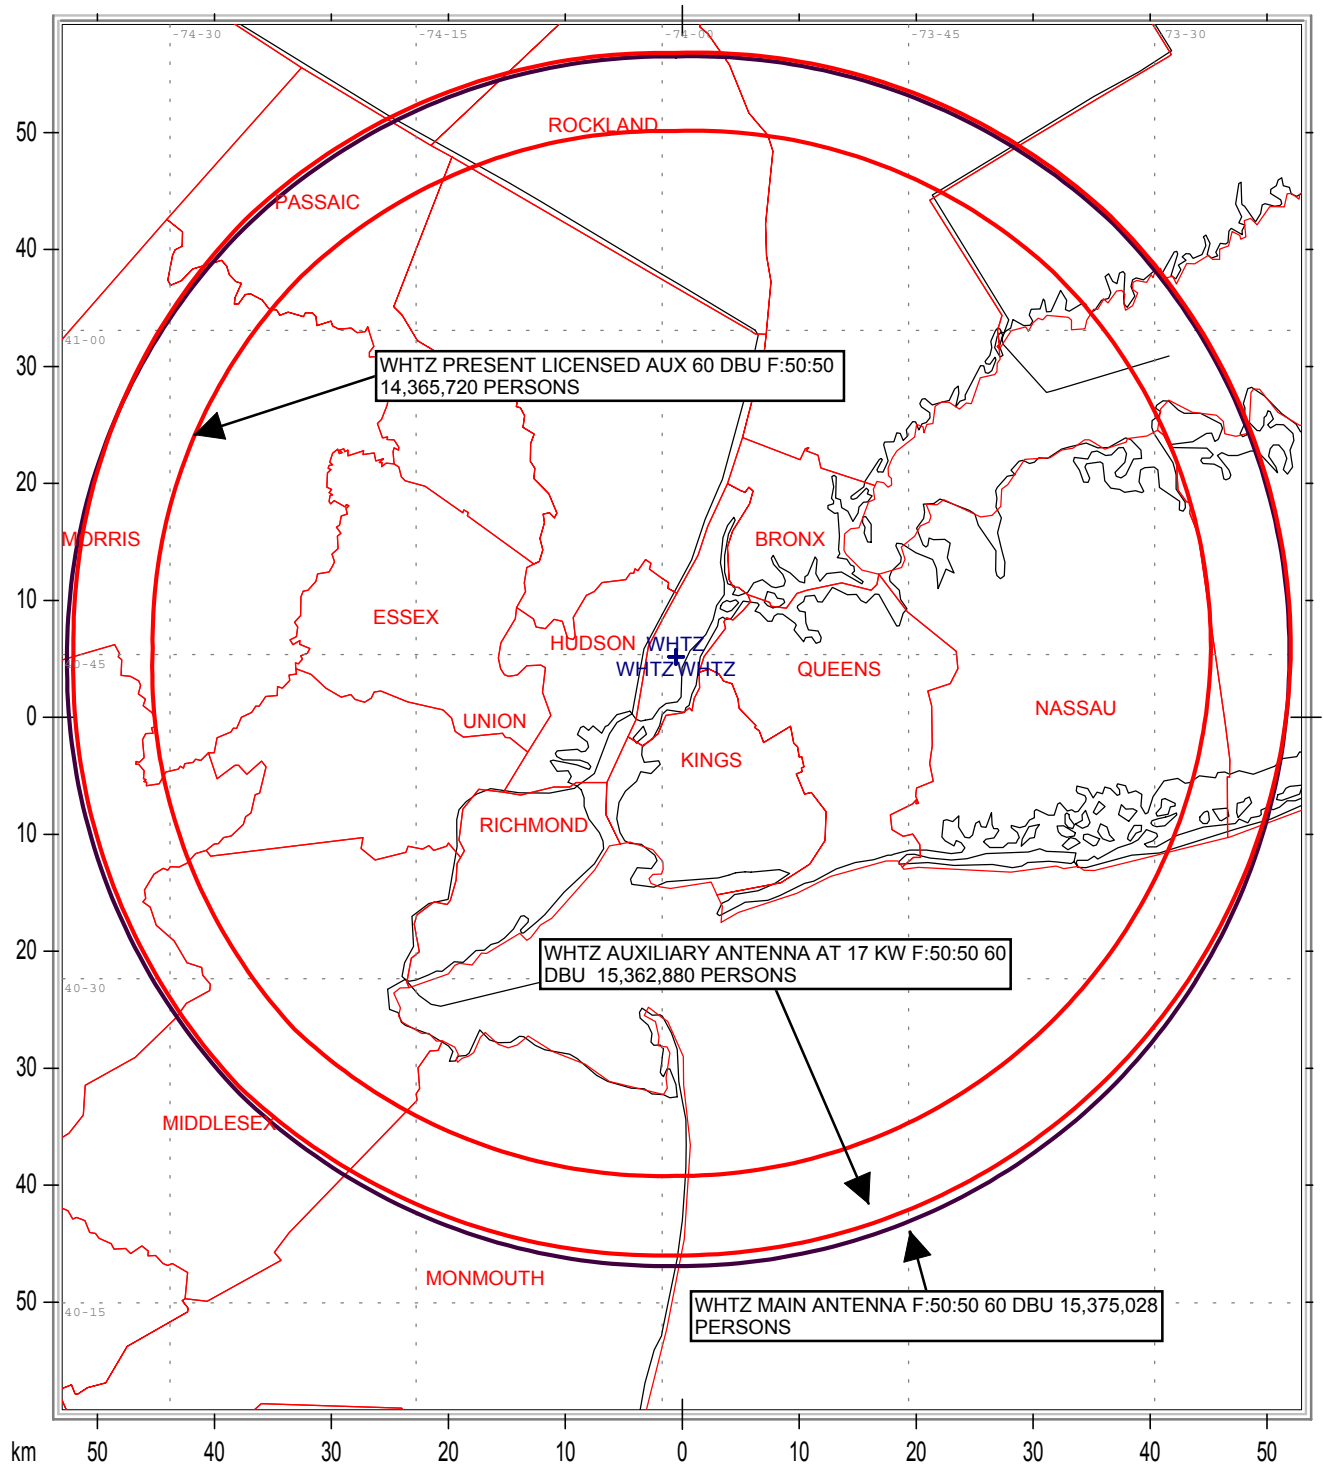 -74-30
-74-15
-74-00
-73-45
73-30
50
ROCKLAND
PASSAIC
40
41-00
30
WHTZ PRESENT LICENSED AUX 60 DBU F:50:50
14,365,720 PERSONS
20
MORRIS
BRONX
10
ESSEX
HUDSON
WHTZ
40-45
WHTZ WHTZ
QUEENS
NASSAU
0
UNION
KINGS
10
RICHMOND
20
WHTZ AUXILIARY ANTENNA AT 17 KW F:50:50 60
DBU 15,362,880 PERSONS
40-30
30
MIDDLESEX
40
MONMOUTH
50
40-15
WHTZ MAIN ANTENNA F:50:50 60 DBU 15,375,028
PERSONS
km 50 40 30 20 10 0 10 20 30 40 50